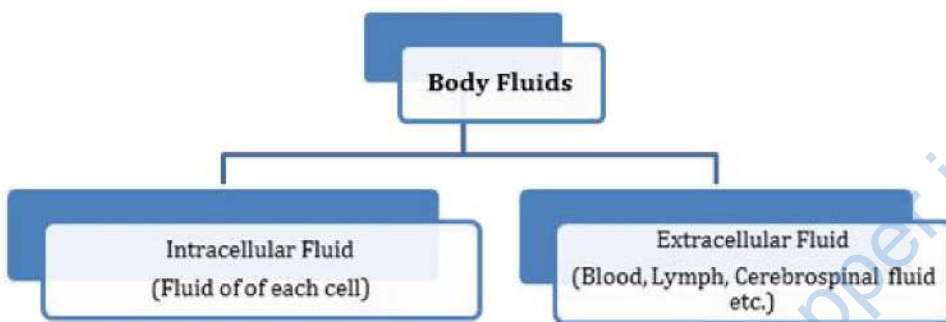 Body Fluids
Intracellular Fluid
(Fluid of of each cell)
Extracellular Fluid
(Blood, Lymph, Cerebrospinal fluid
etc.)